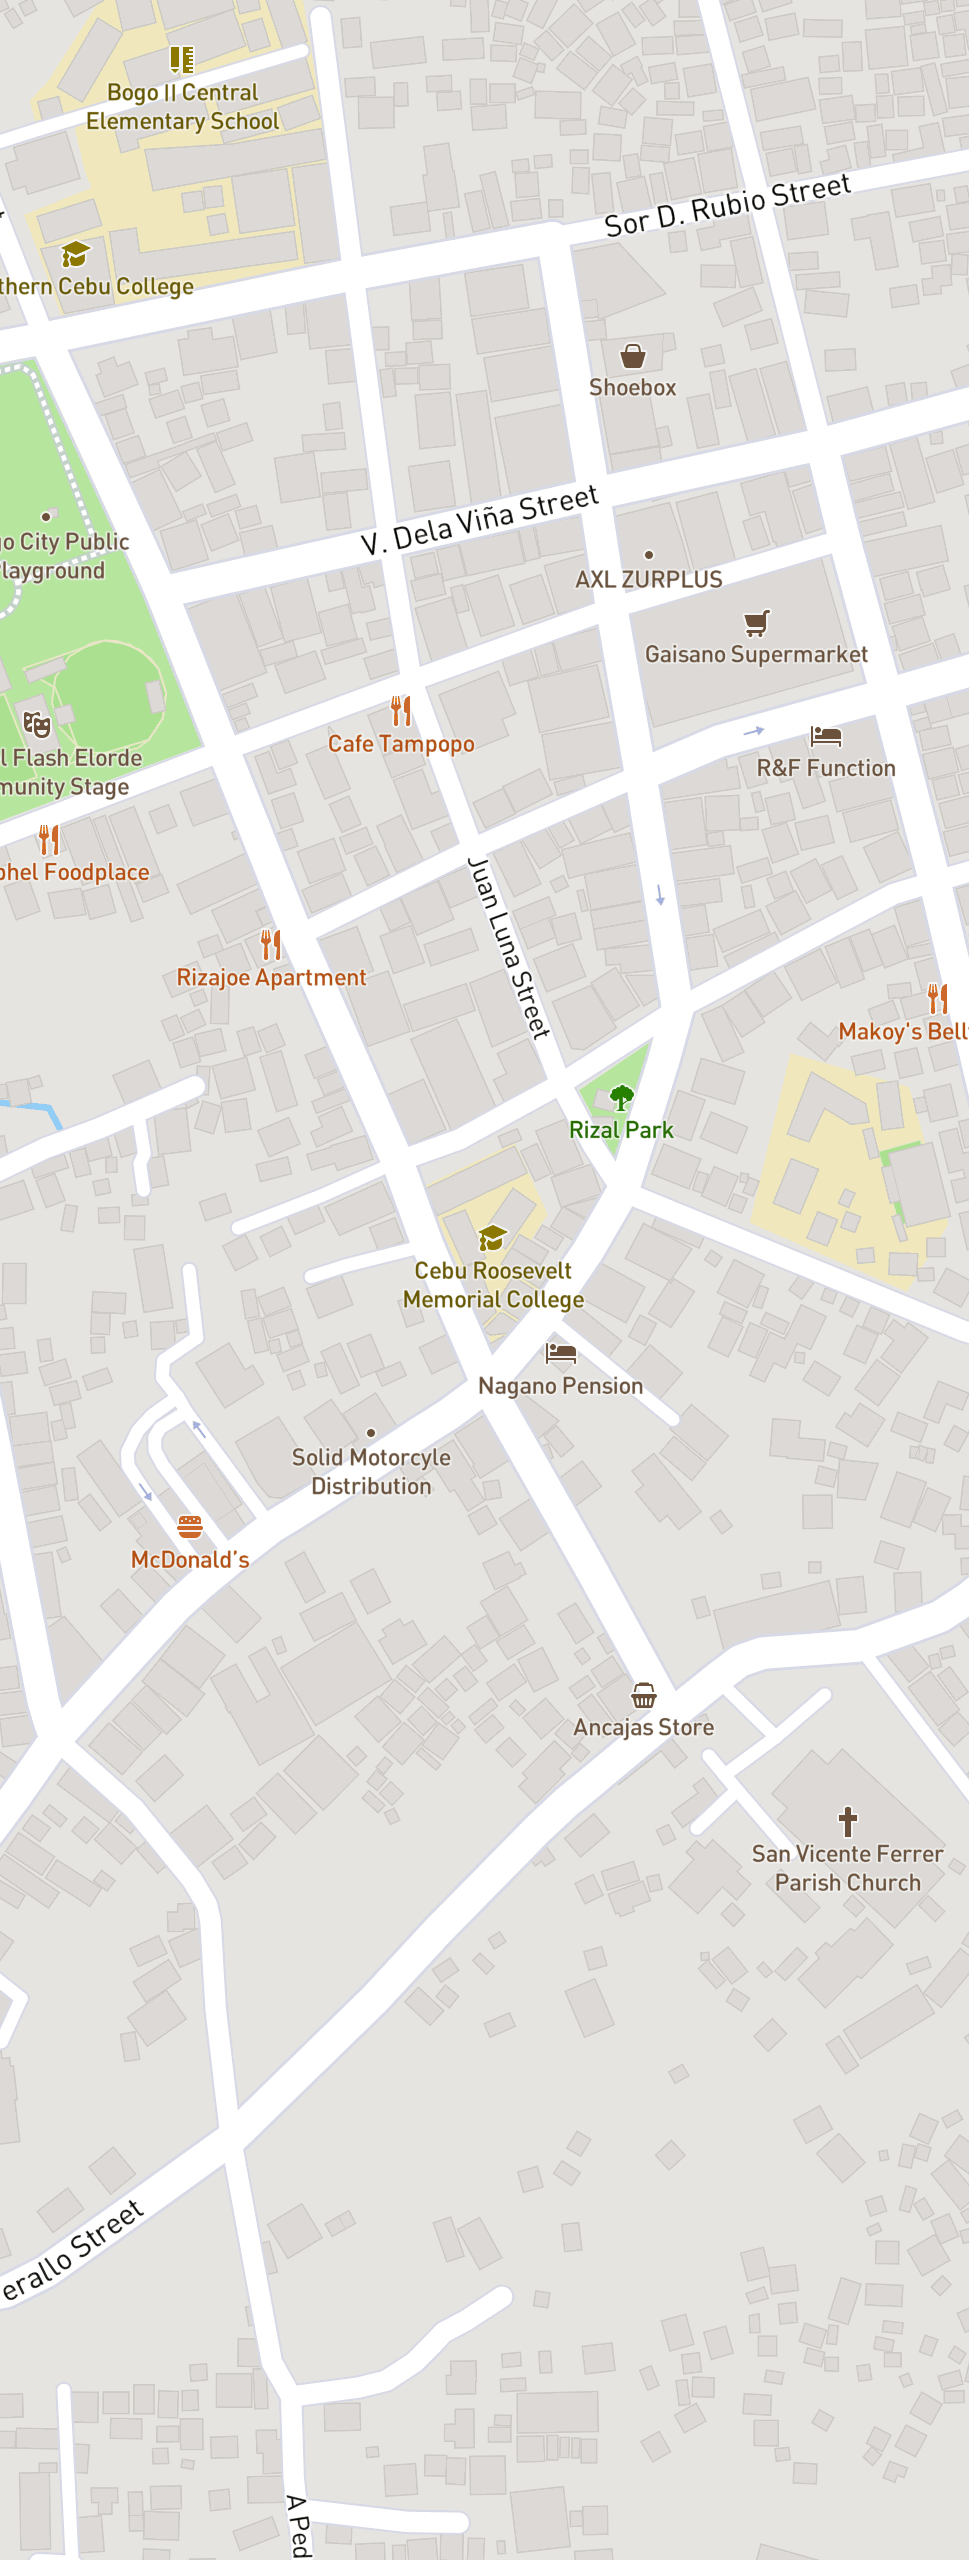 Bogo II Central
Elementary School
Sor D. Rubio Street
thern Cebu College
Shoebox
V. Dela Viña Street
go City Public
layground
AXL ZURPLUS
Gaisano Supermarket
Cafe Tampopo
l Flash Elorde
munity Stage
R&F Function
phel Foodplace
Juan Luna Street
Rizajoe Apartment
Makoy's Bell
Rizal Park
Cebu Roosevelt
Memorial College
Nagano Pension
Solid Motorcyle
Distribution
McDonald's
Ancajas Store
San Vicente Ferrer
Parish Church
erallo Street
A Ped